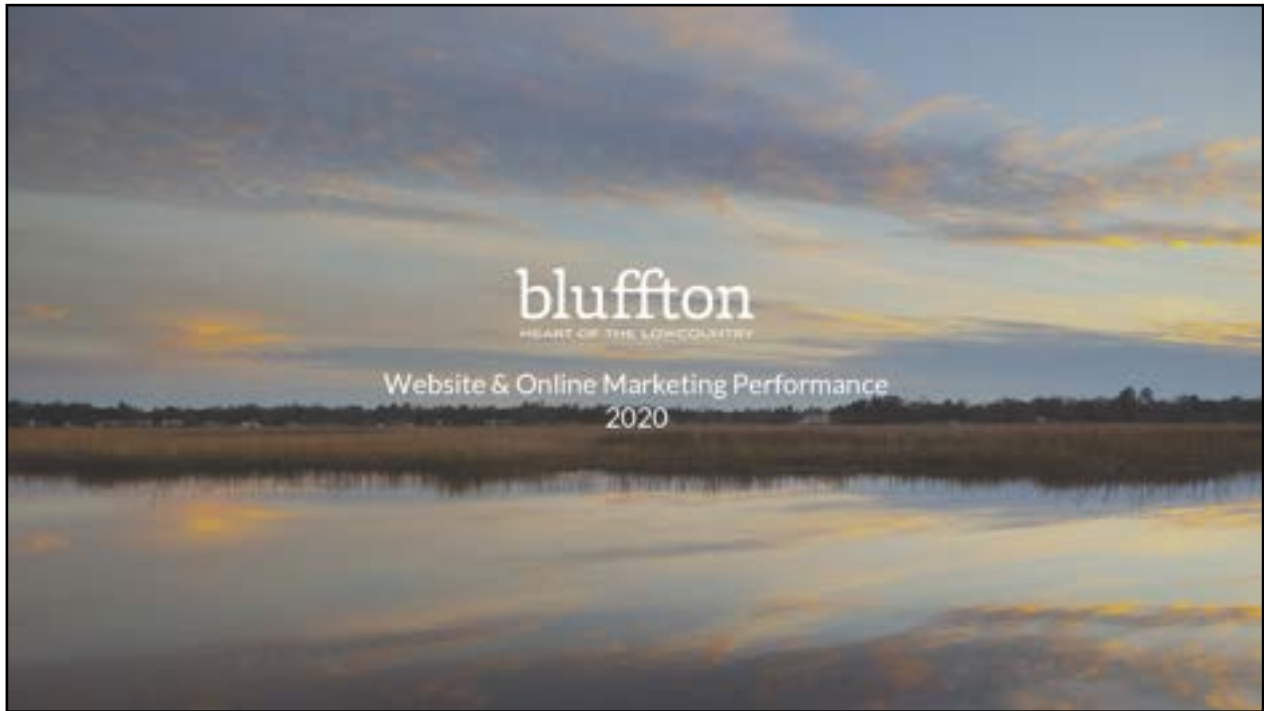 bluffton
HEART OF THE LOWCOUNTRY
Website & Online Marketing Performance
2020